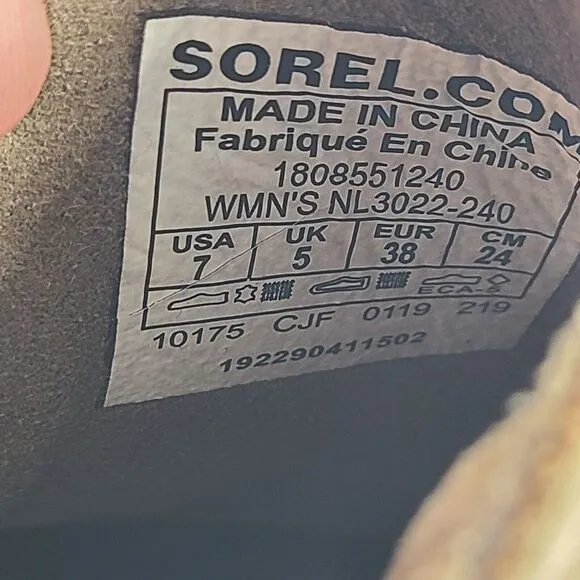 SOREL.COM
MADE IN CHINA
Fabriqué En Chine
1808551240
WMN'S NL3022-240
USA UK EUR CM
7 5 38 24
ECA-S
10175 CJF 0119 219
192290411502